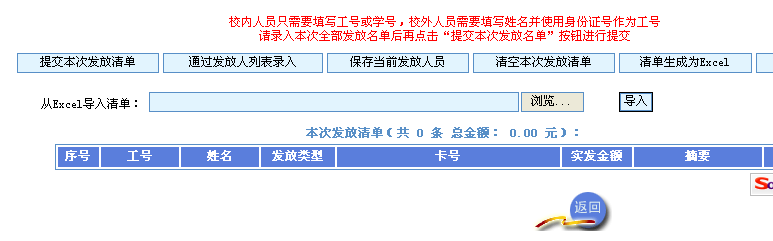 校内人员只需要填写工号或学号，校外人员需要填写姓名并使用身份证号作为工号
请录入本次全部发放名单后再点击“提交本次发放名单”按钮进行提交
提交本次发放清单 通过发放人列表录入 保存当前发放人员 清空本次发放清单 清单生成为Excel
从Excel导入清单： 浏览... 导入
本次发放清单(共 0 条 总金额： 0.00 元)：
序号 工号 姓名 发放类型 卡号 实发金额 摘要
返回